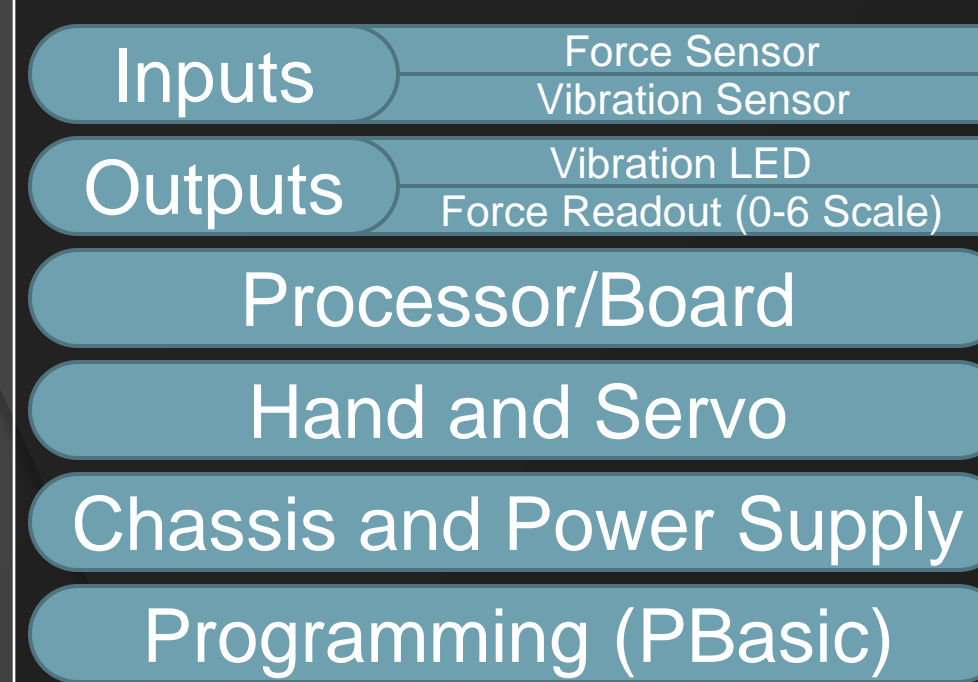 Inputs
Force Sensor
Vibration Sensor
Outputs
Vibration LED
Force Readout (0-6 Scale)
Processor/Board
Hand and Servo
Chassis and Power Supply
Programming (PBasic)